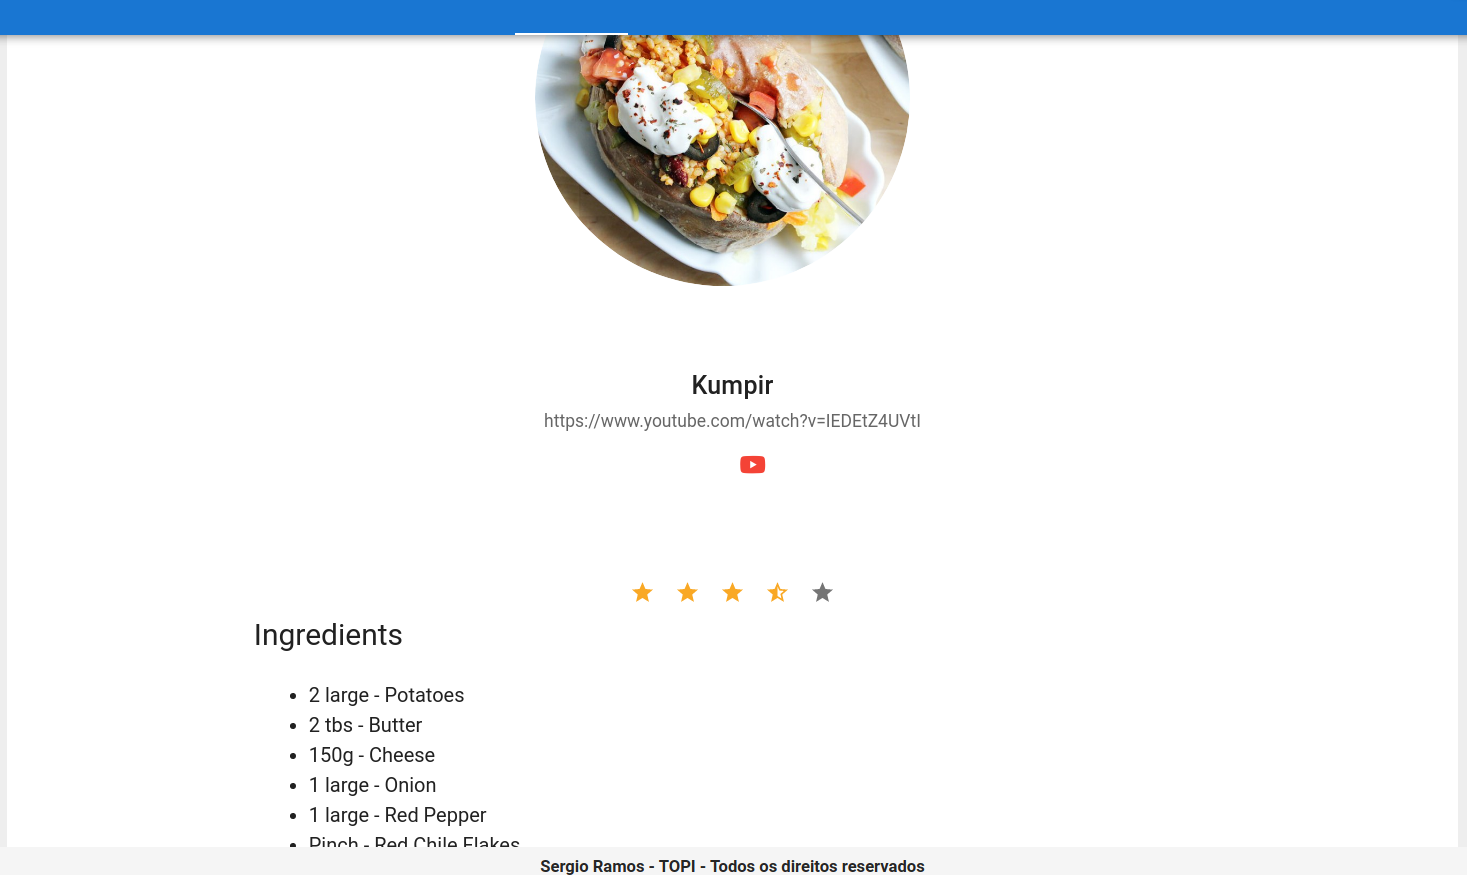 Kumpir
https://www.youtube.com/watch?v=IEDEtZ4UVtI
Ingredients
2 large - Potatoes
2 tbs - Butter
150g - Cheese
1 large - Onion
1 large - Red Pepper
Pinch - Red Chile Flakes
Sergio Ramos - TOPI - Todos os direitos reservados